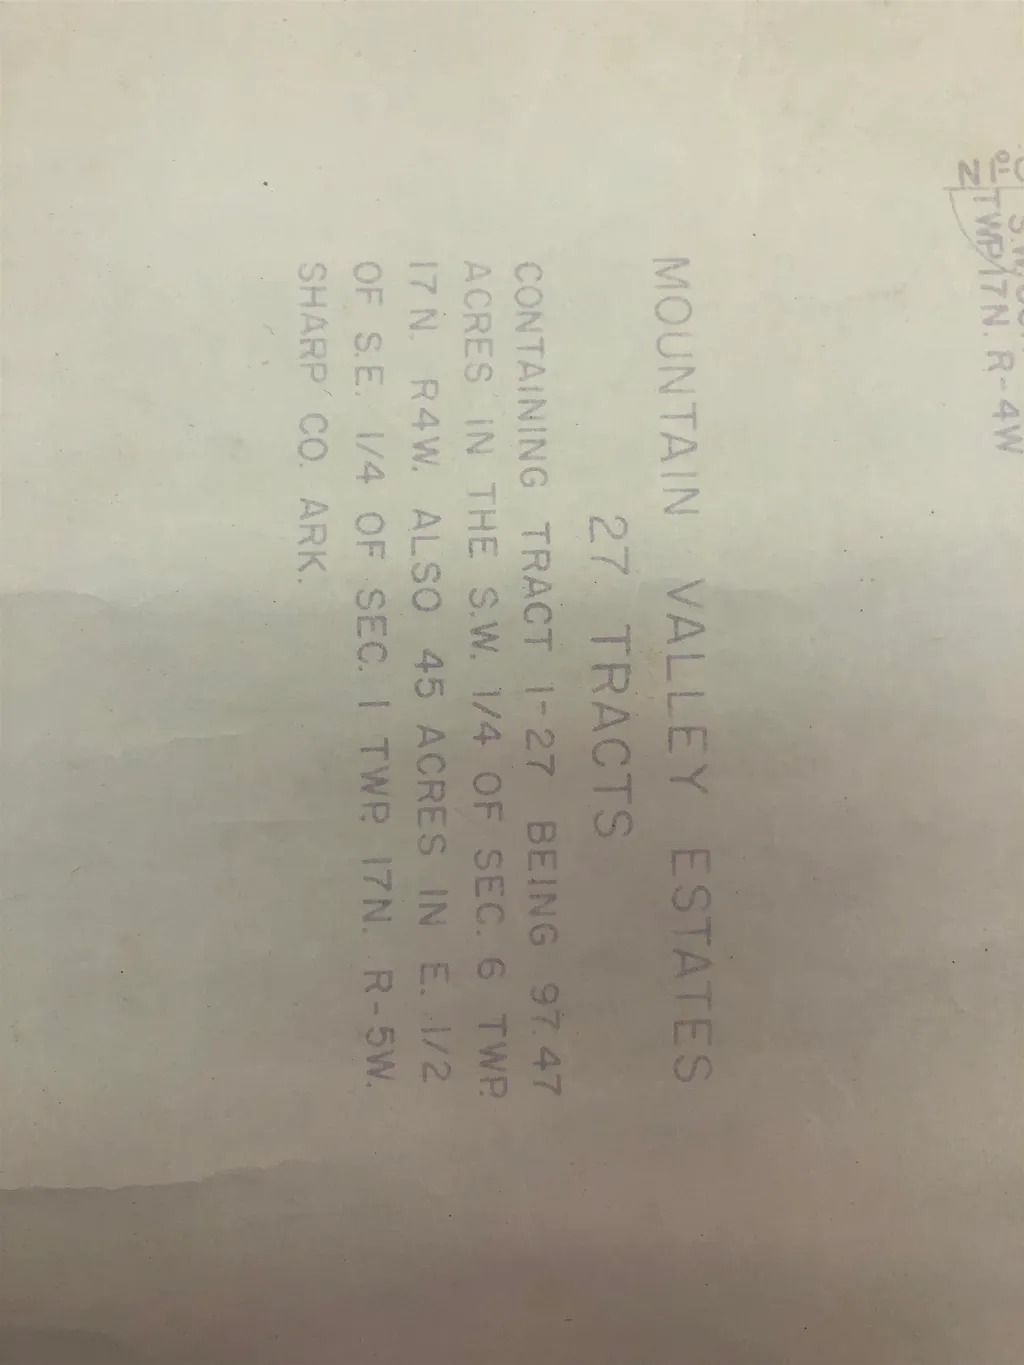 MOUNTAIN VALLEY ESTATES
27 TRACTS
CONTAINING TRACT 1-27 BEING 97.47
ACRES IN THE S.W. 1/4 OF SEC. 6 TWP.
17 N. R4W. ALSO 45 ACRES IN E. 1/2
OF S.E. 1/4 OF SEC. 1 TWP. 17N. R-5W.
SHARP CO. ARK.
TWP. 17N. R-4W